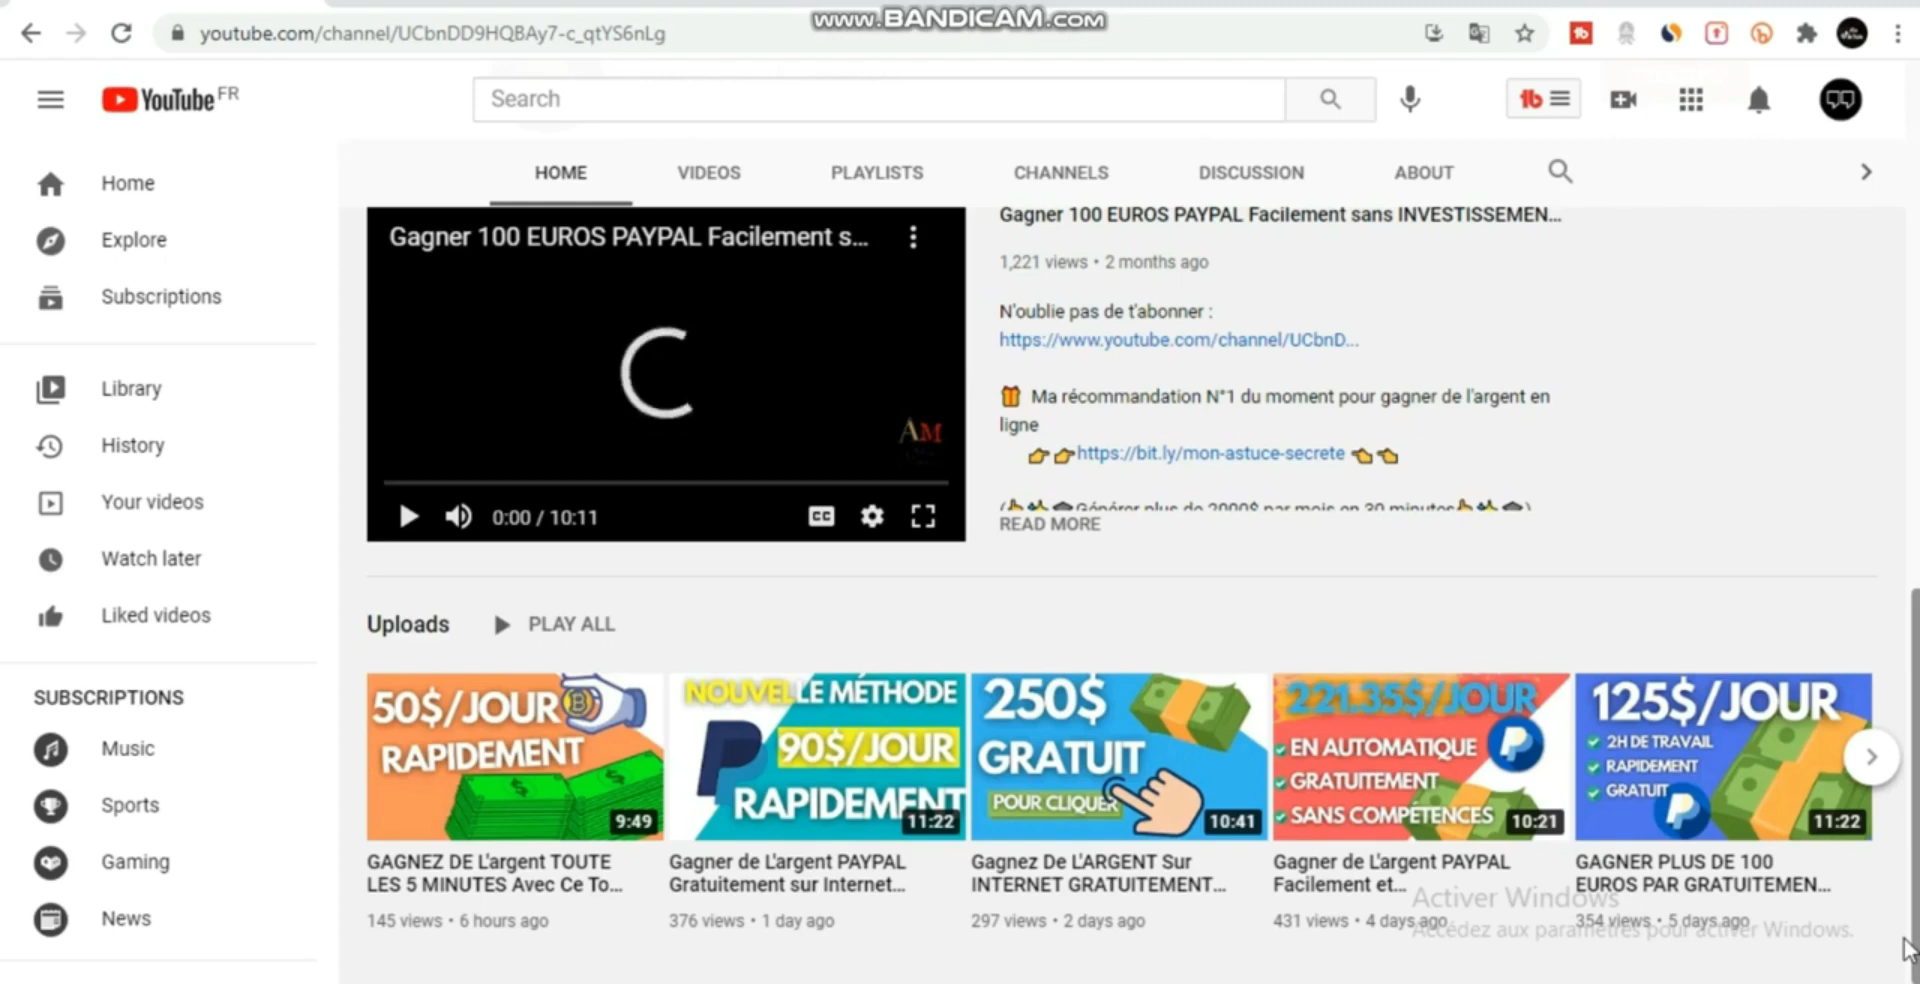 www.BANDICAM.com
youtube.com/channel/UCbnDD9HQBAy7-c_qtYS6nLg
YouTube FR
Search
HOME
VIDEOS
PLAYLISTS
CHANNELS
DISCUSSION
ABOUT
Home
Explore
Subscriptions
Library
History
Your videos
Watch later
Liked videos
SUBSCRIPTIONS
Music
Sports
Gaming
News
Gagner 100 EUROS PAYPAL Facilement s...
AM
0:00 / 10:11
CC
Gagner 100 EUROS PAYPAL Facilement sans INVESTISSEMEN...
1,221 views • 2 months ago
N'oublie pas de t'abonner :
https://www.youtube.com/channel/UCbnD...
Ma récommandation N°1 du moment pour gagner de l'argent en
ligne
https://bit.ly/mon-astuce-secrete
(Générer plus de 2000$ par mois en 30 minutes)
READ MORE
Uploads
PLAY ALL
50$/JOUR
RAPIDEMENT
9:49
GAGNEZ DE L'argent TOUTE
LES 5 MINUTES Avec Ce To...
145 views • 6 hours ago
NOUVELLE MÉTHODE
90$/JOUR
RAPIDEMENT
11:22
Gagner de L'argent PAYPAL
Gratuitement sur Internet...
376 views • 1 day ago
250$
GRATUIT
POUR CLIQUER
10:41
Gagnez De L'ARGENT Sur
INTERNET GRATUITEMENT...
297 views • 2 days ago
221.35$/JOUR
EN AUTOMATIQUE
GRATUITEMENT
SANS COMPÉTENCES
10:21
Gagner de L'argent PAYPAL
Facilement et...
431 views • 4 days ago
125$/JOUR
2H DE TRAVAIL
RAPIDEMENT
GRATUIT
11:22
GAGNER PLUS DE 100
EUROS PAR GRATUITEMEN...
354 views • 5 days ago
Activer Windows
Accédez aux paramètres pour activer Windows.